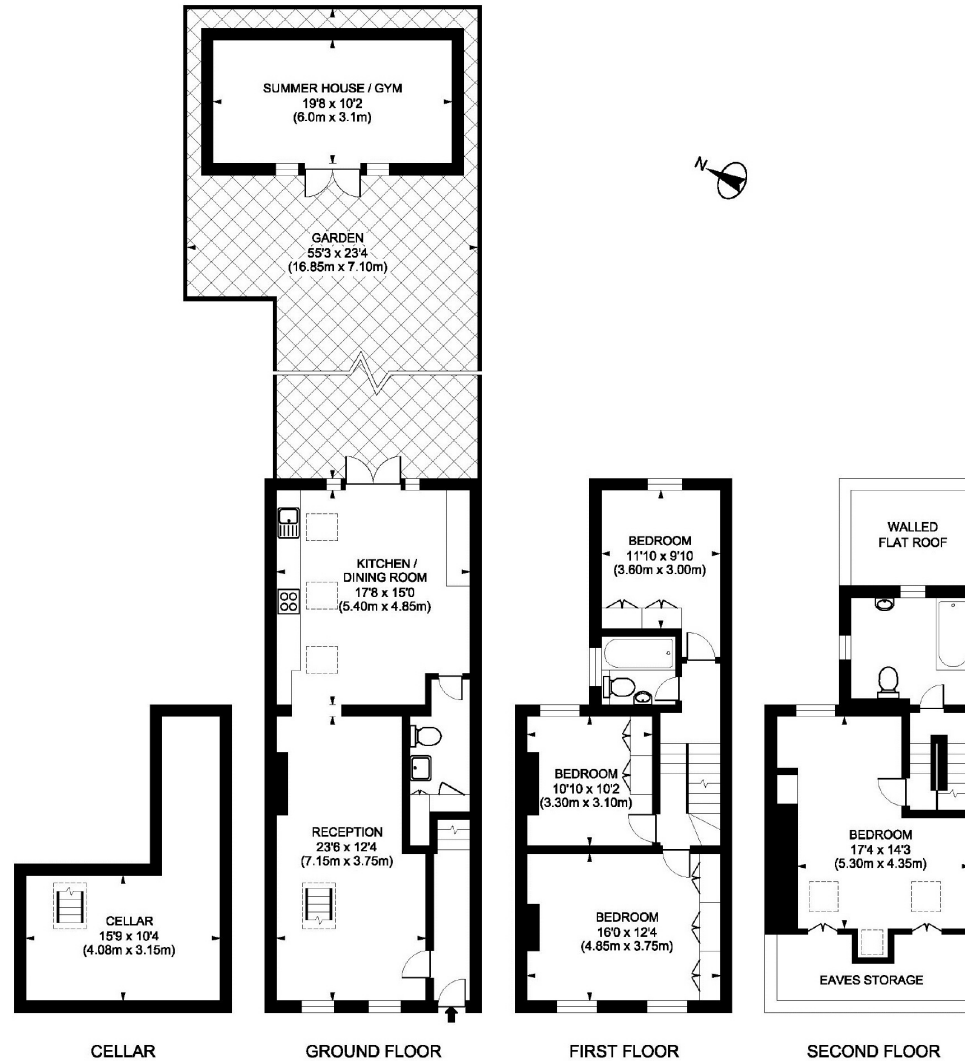 SUMMER HOUSE / GYM
19'8 x 10'2
(6.0m x 3.1m)
N
GARDEN
55'3 x 23'4
(16.85m x 7.10m)
KITCHEN /
DINING ROOM
17'8 x 15'0
(5.40m x 4.85m)
RECEPTION
23'6 x 12'4
(7.15m x 3.75m)
CELLAR
15'9 x 10'4
(4.08m x 3.15m)
BEDROOM
11'10 x 9'10
(3.60m x 3.00m)
BEDROOM
10'10 x 10'2
(3.30m x 3.10m)
BEDROOM
16'0 x 12'4
(4.85m x 3.75m)
WALLED
FLAT ROOF
BEDROOM
17'4 x 14'3
(5.30m x 4.35m)
EAVES STORAGE
CELLAR
GROUND FLOOR
FIRST FLOOR
SECOND FLOOR